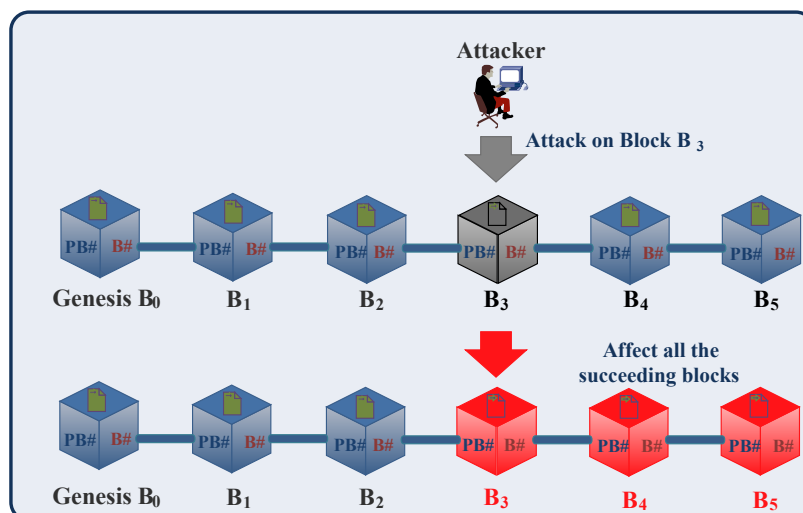 Attacker
Attack on Block B 3
PB# B# PB# B# PB# B# PB# B# PB# B# PB# B#
Genesis B0 B1 B2 B3 B4 B5
Affect all the
succeeding blocks
PB# B# PB# B# PB# B# PB# B# PB# B# PB# B#
Genesis B0 B1 B2 B3 B4 B5